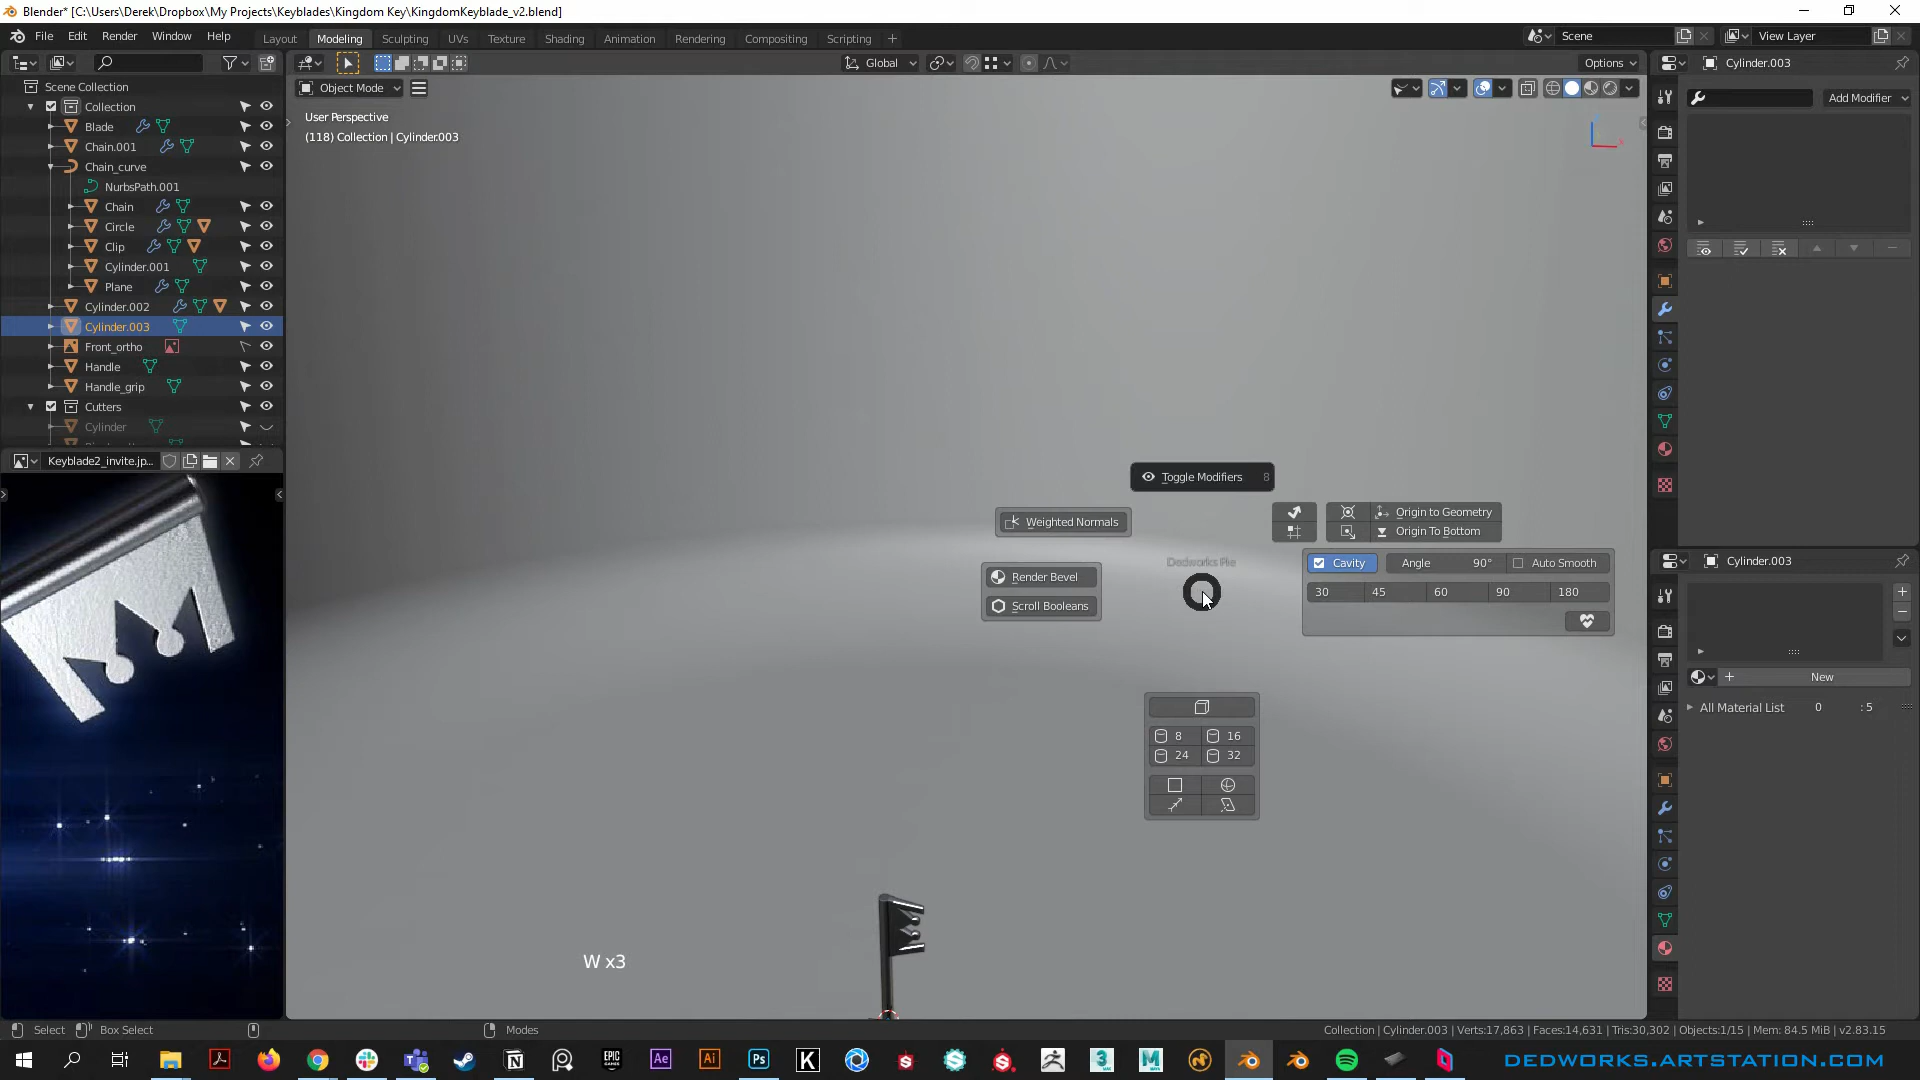 Blender* [C:\Users\Derek\Dropbox\My Projects\Keyblades\Kingdom Key\KingdomKeyblade_v2.blend]
File Edit Render Window Help Layout Modeling Sculpting UVs Texture Shading Animation Rendering Compositing Scripting + Scene View Layer
Global Options
Cylinder.003
Scene Collection
Object Mode
Add Modifier
Collection
User Perspective
(118) Collection | Cylinder.003
Blade
Chain.001
Chain_curve
NurbsPath.001
Chain
Circle
Clip
Cylinder.001
Plane
Cylinder.002
Cylinder.003
Front_ortho
Handle
Handle_grip
Cutters
Cylinder
Keyblade2_invite.jp...
Toggle Modifiers 8
Weighted Normals
Origin to Geometry
Origin To Bottom
Dedworks Pie
Cavity Angle 90° Auto Smooth
Render Bevel
30 45 60 90 180
Scroll Booleans
8 16
24 32
Cylinder.003
New
All Material List 0 : 5
W x3
Select Box Select Modes Collection | Cylinder.003 | Verts:17,863 | Faces:14,631 | Tris:30,302 | Objects:1/15 | Mem: 84.5 MiB | v2.83.15
EPIC GAMES Ae Ai Ps K 3 M
DEDWORKS.ARTSTATION.COM